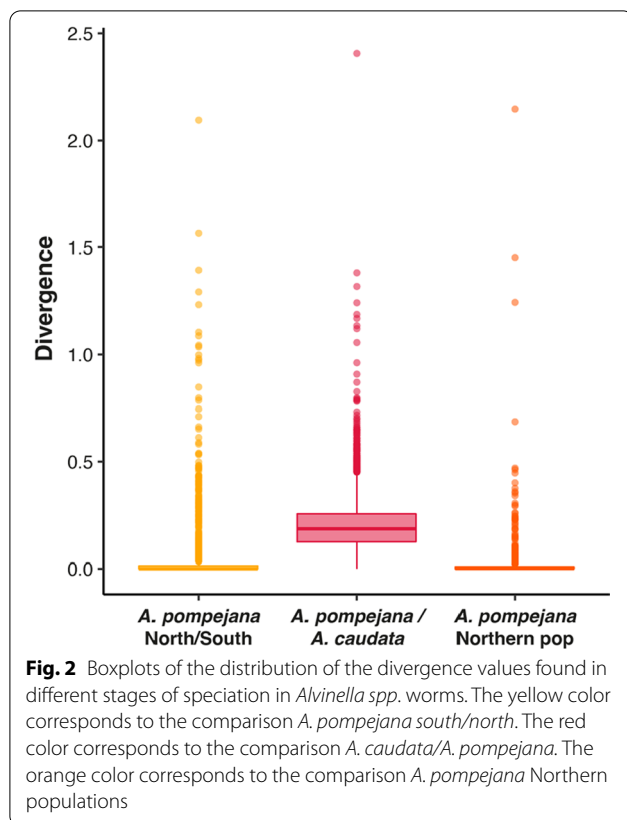 2.5
2.0
1.5
1.0
0.5
0.0
Divergence
A. pompejana North/South
A. pompejana / A. caudata
A. pompejana Northern pop
Fig. 2 Boxplots of the distribution of the divergence values found in
different stages of speciation in Alvinella spp. worms. The yellow color
corresponds to the comparison A. pompejana south/north. The red
color corresponds to the comparison A. caudata/A. pompejana. The
orange color corresponds to the comparison A. pompejana Northern
populations